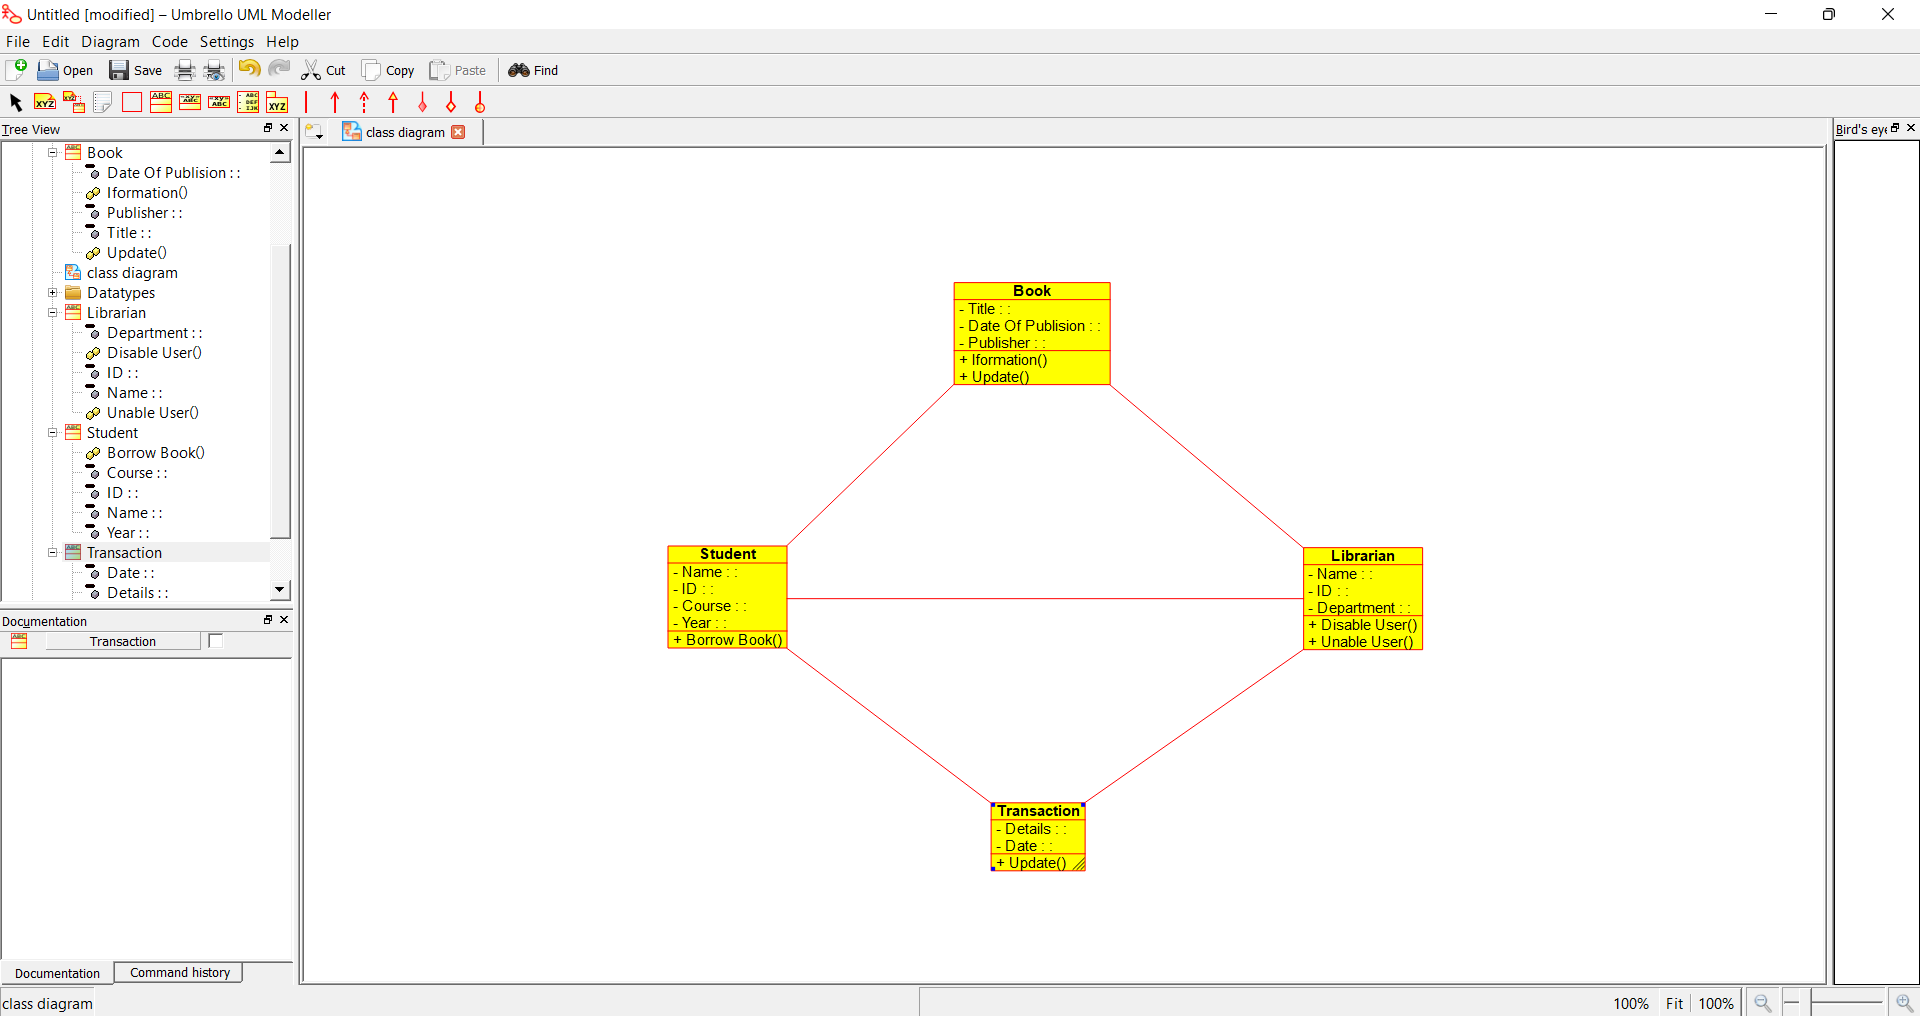 Untitled [modified] – Umbrello UML Modeller
File Edit Diagram Code Settings Help
Open Save Cut Copy Paste Find
Tree View
class diagram
Bird's eye
Book
Date Of Publision : :
Iformation()
Publisher : :
Title : :
Update()
class diagram
Datatypes
Librarian
Department : :
Disable User()
ID : :
Name : :
Unable User()
Student
Borrow Book()
Course : :
ID : :
Name : :
Year : :
Transaction
Date : :
Details : :
Documentation
Transaction
Documentation Command history
Book
- Title : :
- Date Of Publision : :
- Publisher : :
+ Iformation()
+ Update()
Student
- Name : :
- ID : :
- Course : :
- Year : :
+ Borrow Book()
Librarian
- Name : :
- ID : :
- Department : :
+ Disable User()
+ Unable User()
Transaction
- Details : :
- Date : :
+ Update()
class diagram
100% Fit 100%